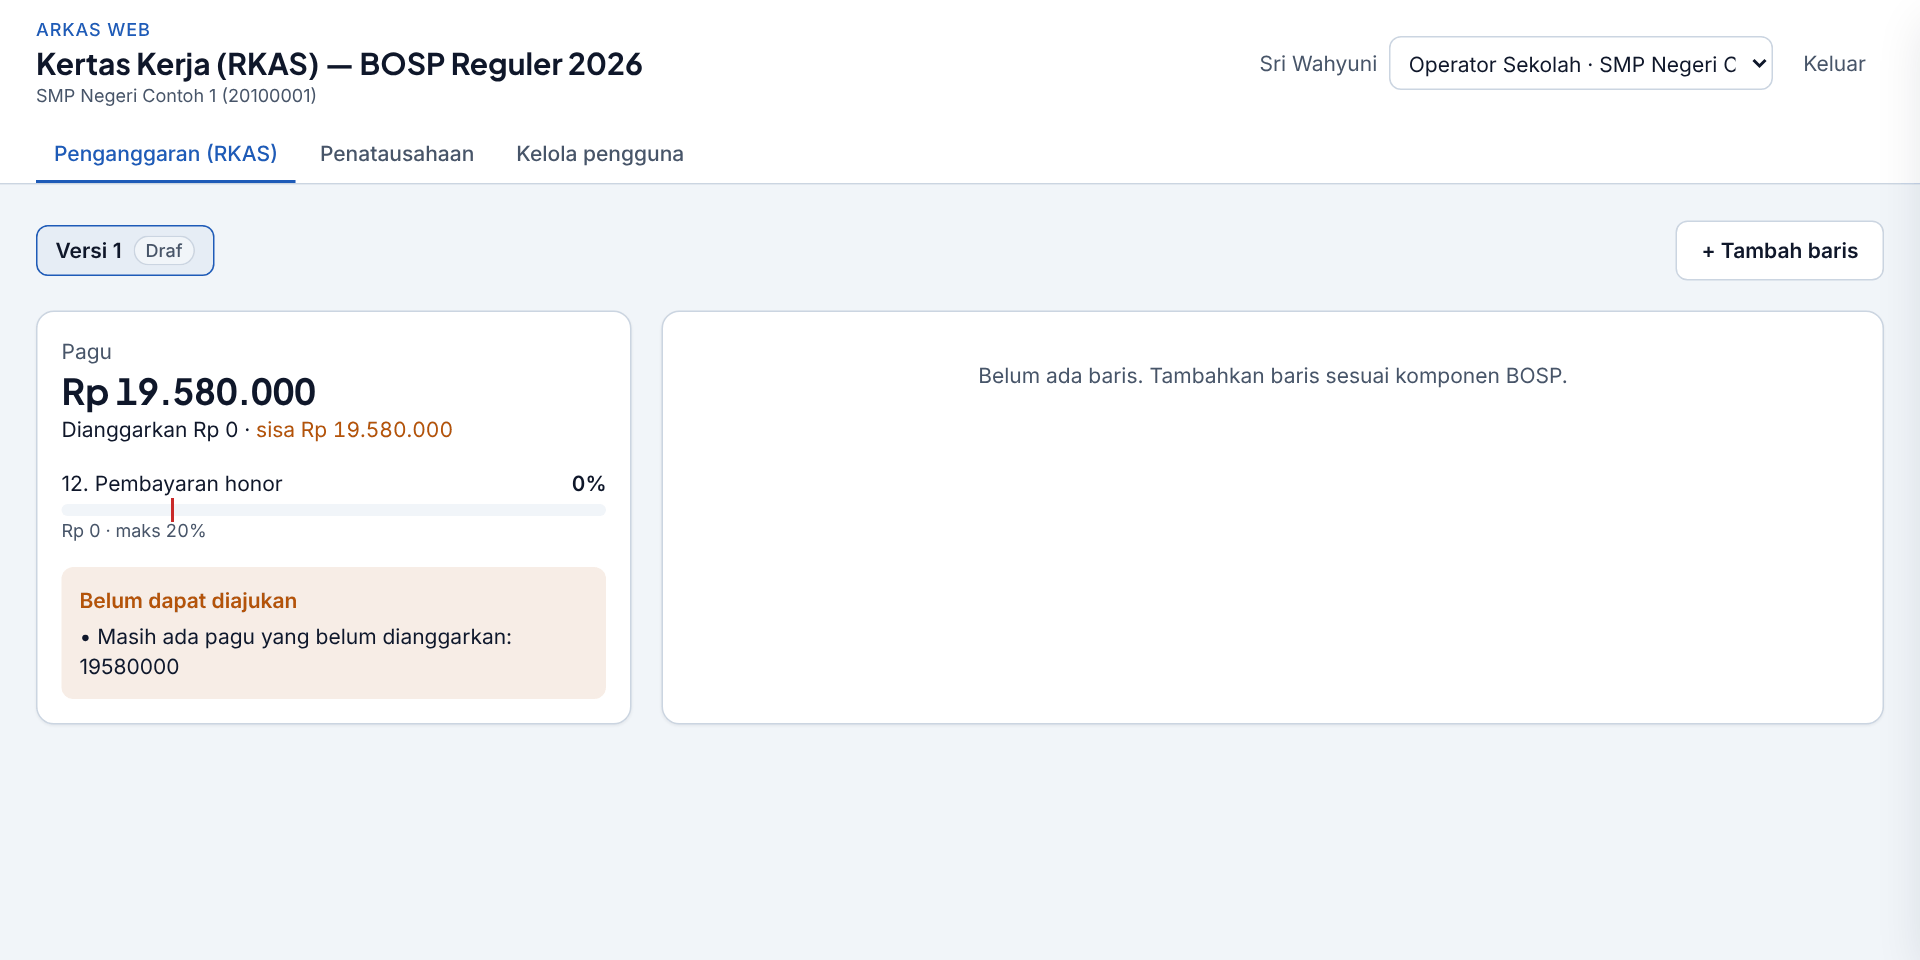 ARKAS WEB
Kertas Kerja (RKAS) — BOSP Reguler 2026
SMP Negeri Contoh 1 (20100001)
Sri Wahyuni
Operator Sekolah · SMP Negeri C
Keluar
Penganggaran (RKAS)
Penatausahaan
Kelola pengguna
Versi 1
Draf
+ Tambah baris
Pagu
Rp 19.580.000
Dianggarkan Rp 0 · sisa Rp 19.580.000
12. Pembayaran honor
0%
Rp 0 · maks 20%
Belum dapat diajukan
• Masih ada pagu yang belum dianggarkan:
19580000
Belum ada baris. Tambahkan baris sesuai komponen BOSP.